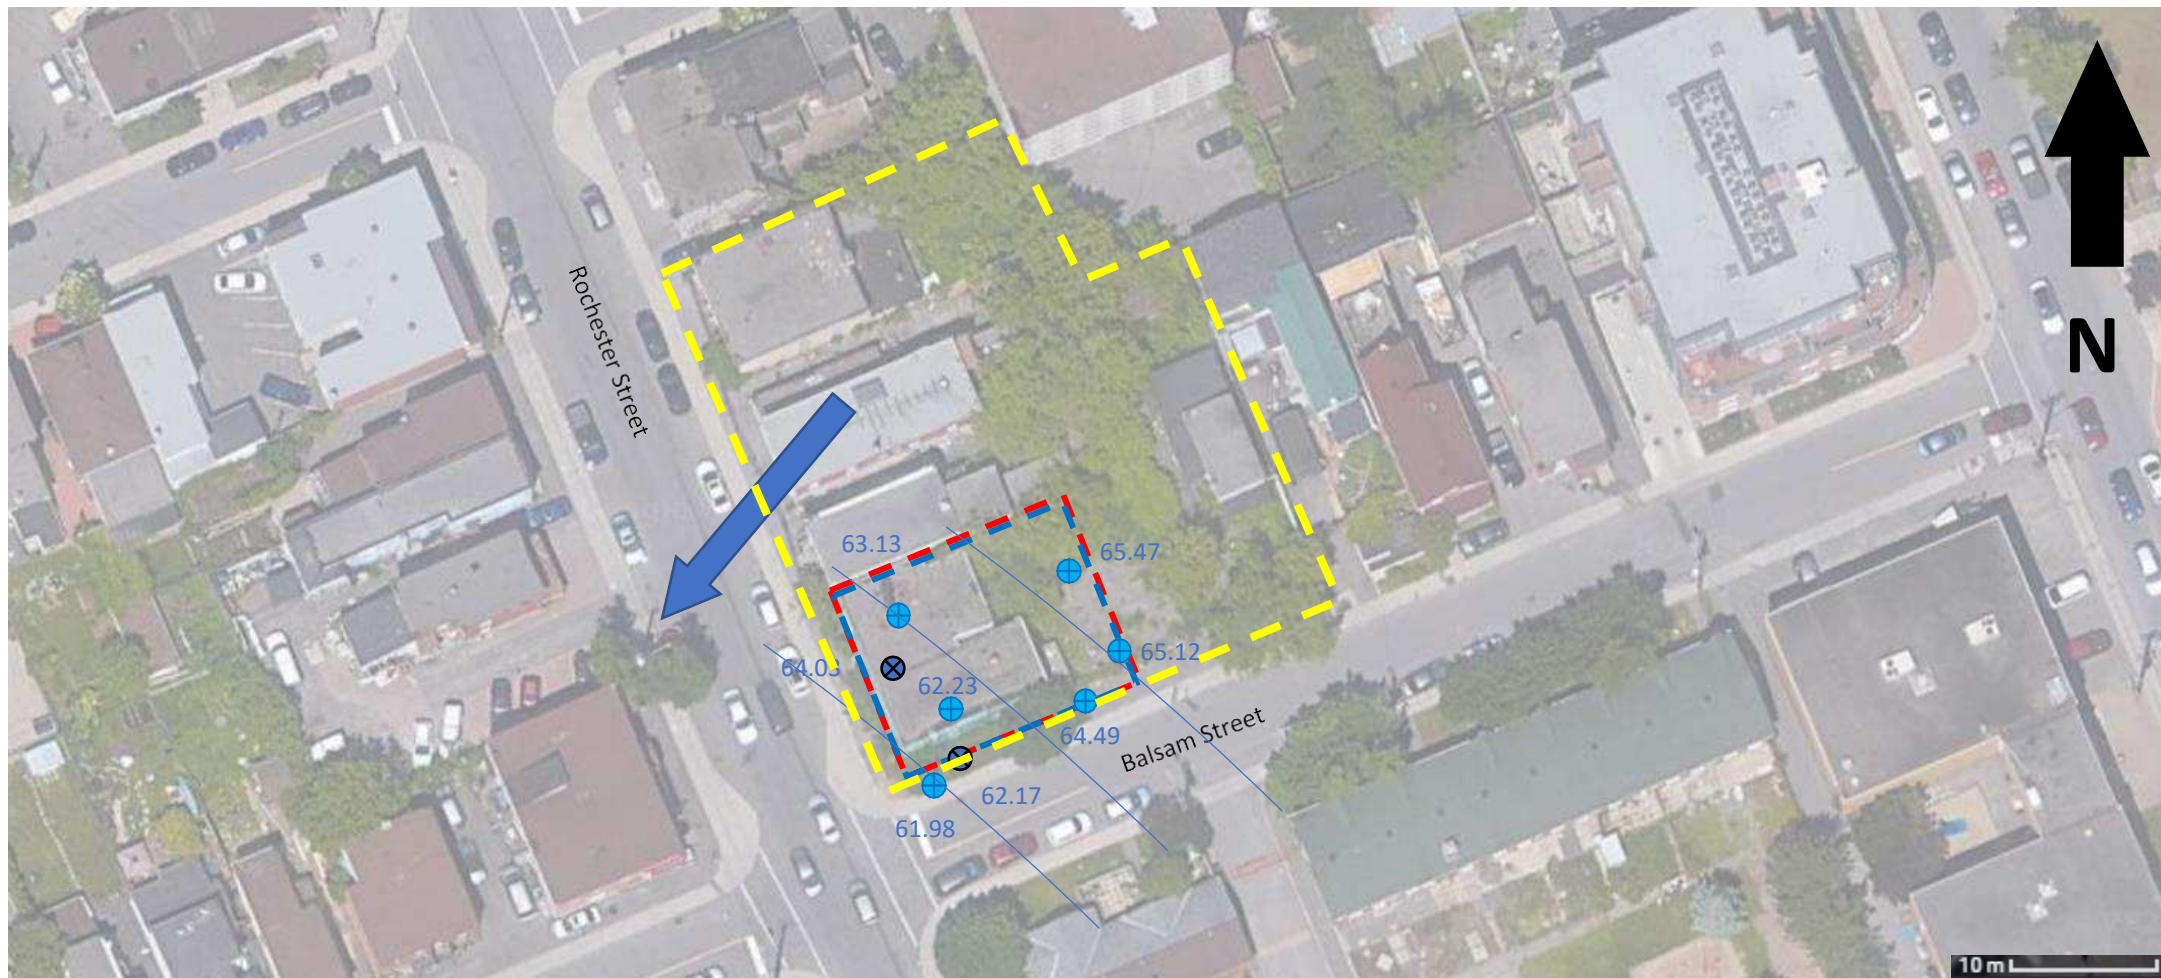 Rochester Street
N
63.13
65.47
64.03
65.12
62.23
64.49
Balsam Street
62.17
61.98
10 m